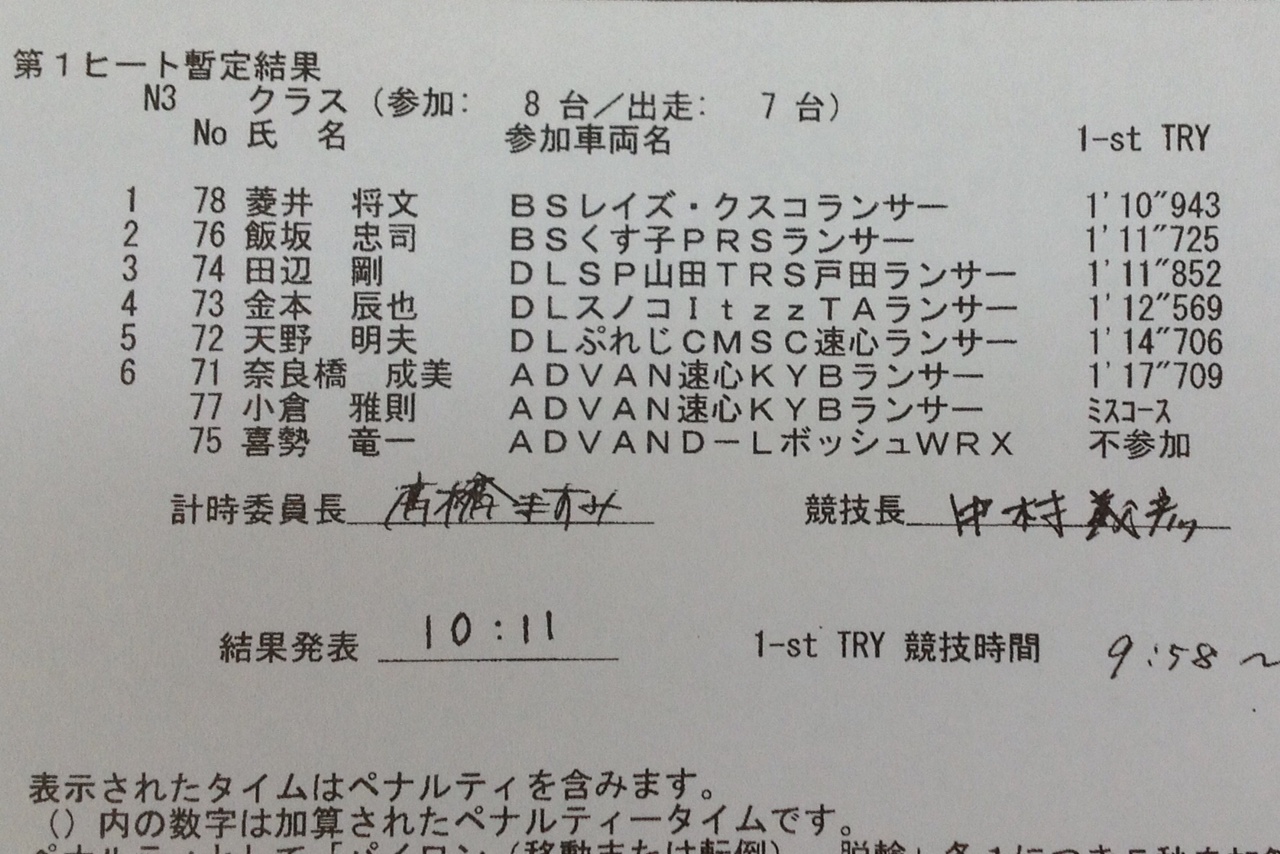 第１ヒート暫定結果
N3 クラス（参加: 8 台／出走: 7 台）
No 氏 名 参加車両名 1-st TRY
1 78 菱井 将文 ＢＳレイズ・クスコランサー 1'10″943
2 76 飯坂 忠司 ＢＳくす子ＰＲＳランサー 1'11″725
3 74 田辺 剛 ＤＬＳＰ山田ＴＲＳ戸田ランサー 1'11″852
4 73 金本 辰也 ＤＬスノコＩｔｚｚＴＡランサー 1'12″569
5 72 天野 明夫 ＤＬぷれじＣＭＳＣ速心ランサー 1'14″706
6 71 奈良橋 成美 ＡＤＶＡＮ速心ＫＹＢランサー 1'17″709
77 小倉 雅則 ＡＤＶＡＮ速心ＫＹＢランサー ﾐｽｺｰｽ
75 喜勢 竜一 ＡＤＶＡＮＤ－ＬボッシュＷＲＸ 不参加
計時委員長 高橋ますみ 競技長 中村
結果発表 10:11 1-st TRY 競技時間 9:58 ～
表示されたタイムはペナルティを含みます。
（）内の数字は加算されたペナルティータイムです。